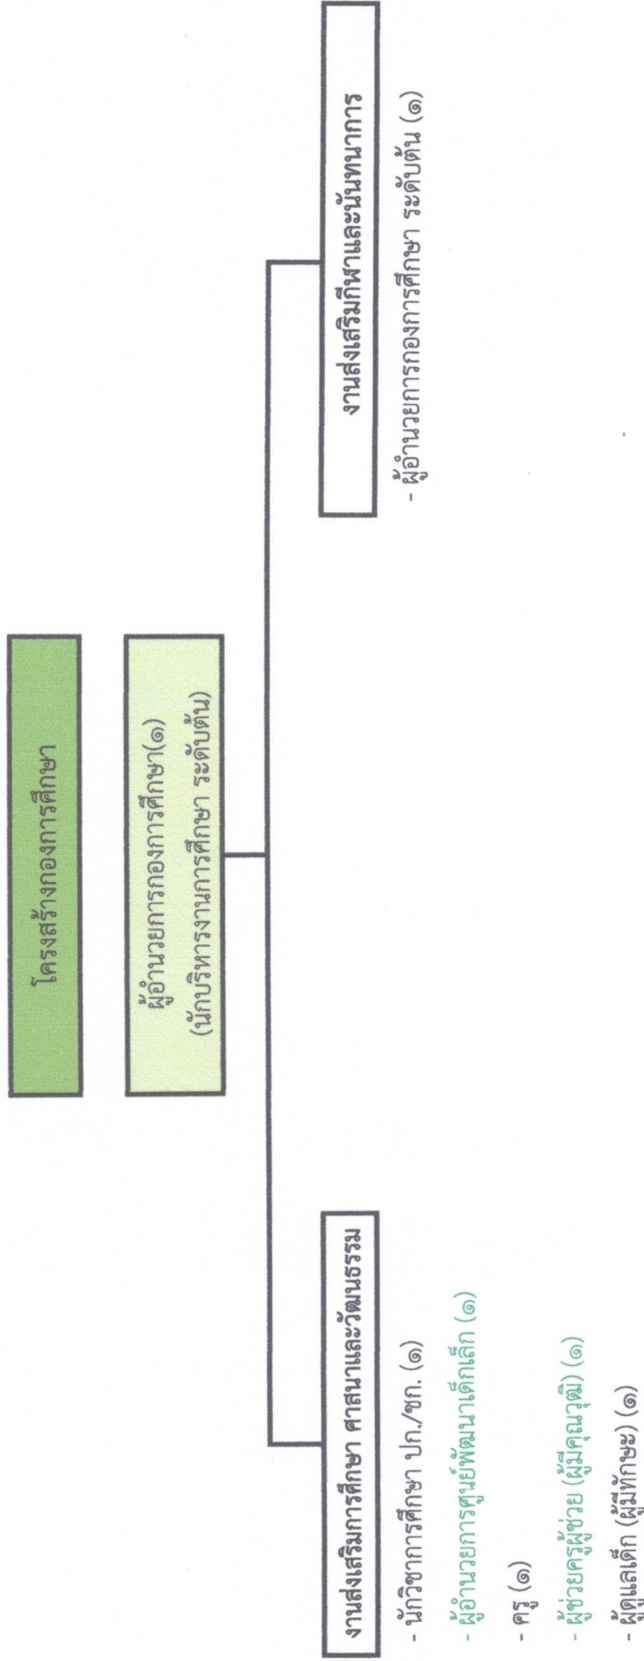 โครงสร้างกองการศึกษา
ผู้อำนวยการกองการศึกษา(๑)
(นักบริหารงานการศึกษา ระดับต้น)
งานส่งเสริมการศึกษา ศาสนาและวัฒนธรรม
- นักวิชาการศึกษา ปก./ชก. (๑)
- ผู้อำนวยการศูนย์พัฒนาเด็กเล็ก (๑)
- ครู (๑)
- ผู้ช่วยครูผู้ช่วย (ผู้มีคุณวุฒิ) (๑)
- ผู้ดูแลเด็ก (ผู้มีทักษะ) (๑)
งานส่งเสริมกีฬาและนันทนาการ
- ผู้อำนวยการกองการศึกษา ระดับต้น (๑)